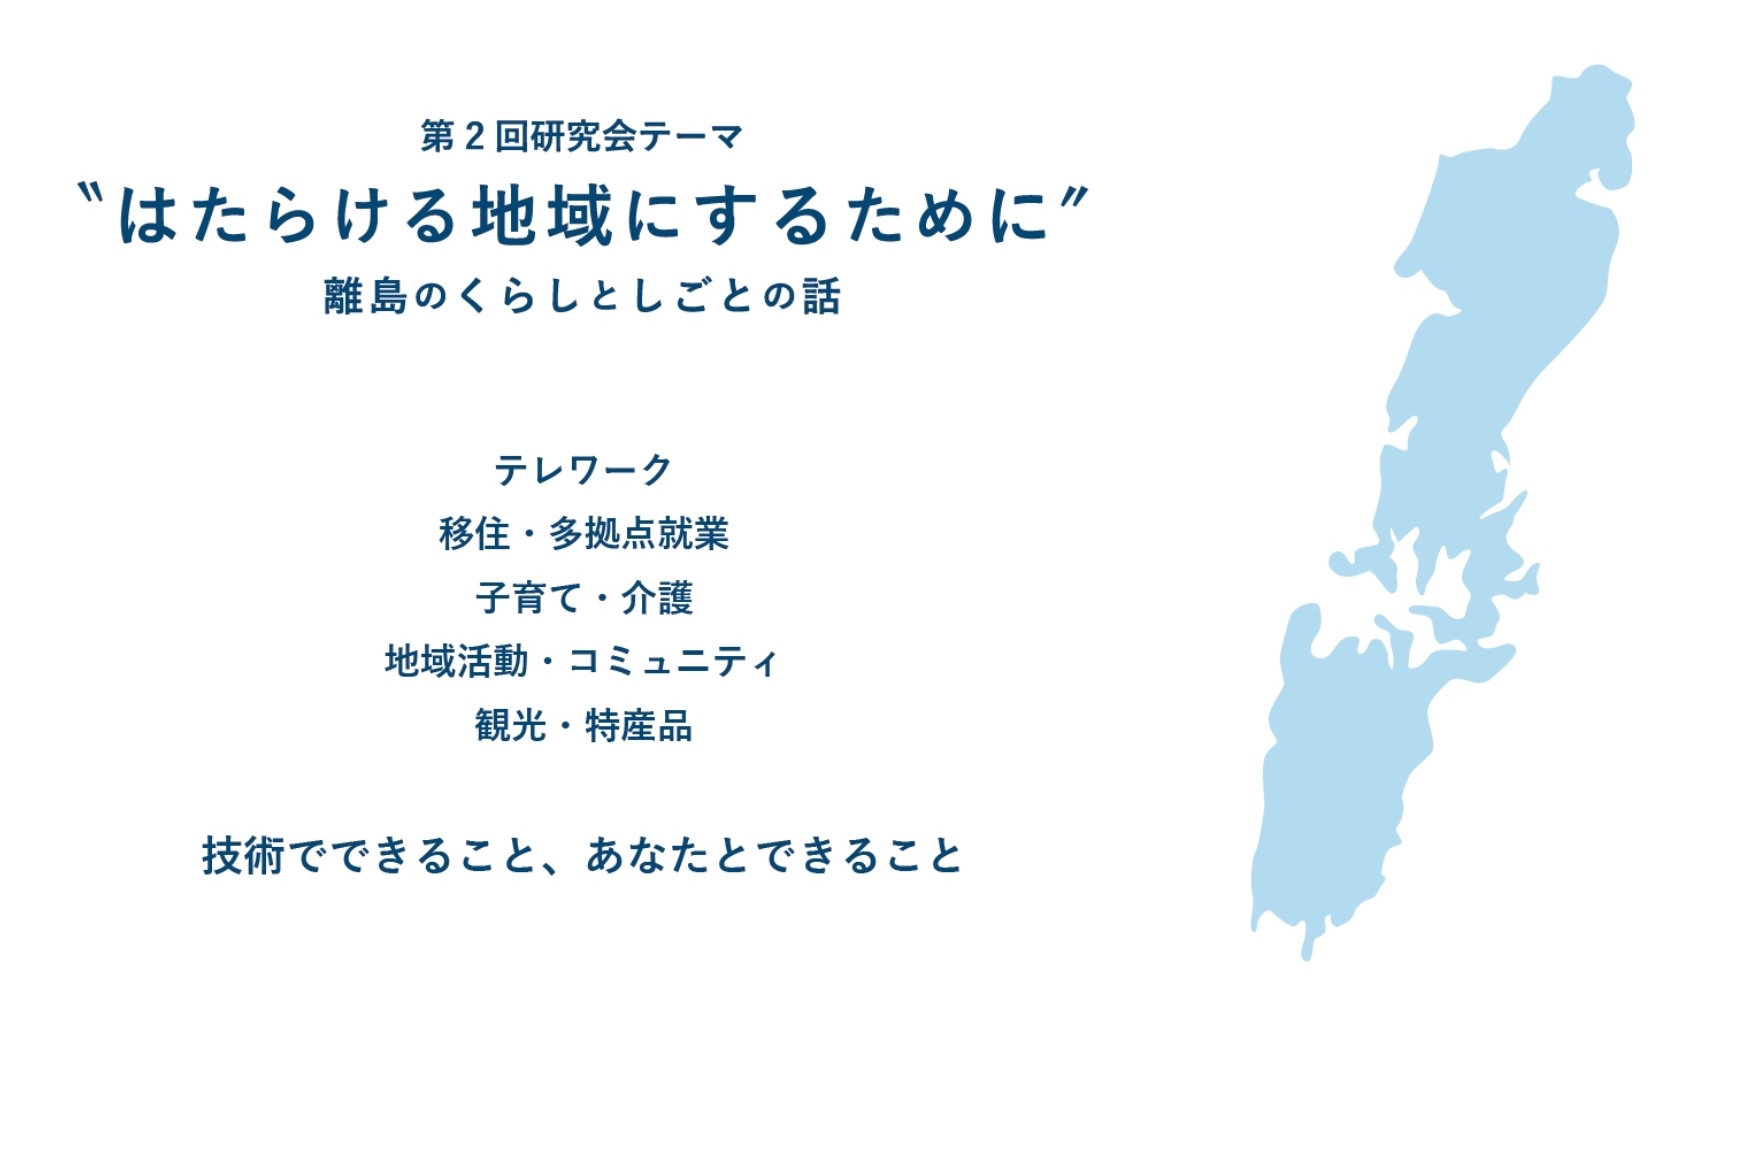 第2回研究会テーマ
〝はたらける地域にするために〞
離島のくらしとしごとの話
テレワーク
移住・多拠点就業
子育て・介護
地域活動・コミュニティ
観光・特産品
技術でできること、あなたとできること